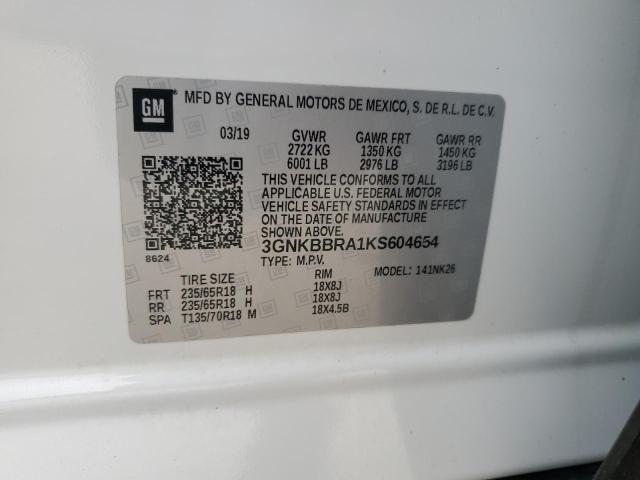 GM
MFD BY GENERAL MOTORS DE MEXICO, S. DE R.L. DE C.V.
03/19 GVWR GAWR FRT GAWR RR
2722 KG 1350 KG 1450 KG
6001 LB 2976 LB 3196 LB
THIS VEHICLE CONFORMS TO ALL
APPLICABLE U.S. FEDERAL MOTOR
VEHICLE SAFETY STANDARDS IN EFFECT
ON THE DATE OF MANUFACTURE
SHOWN ABOVE.
3GNKBBRA1KS604654
8624
TYPE: M.P.V. MODEL: 141NK26
TIRE SIZE RIM
FRT 235/65R18 H 18X8J
RR 235/65R18 H 18X8J
SPA T135/70R18 M 18X4.5B